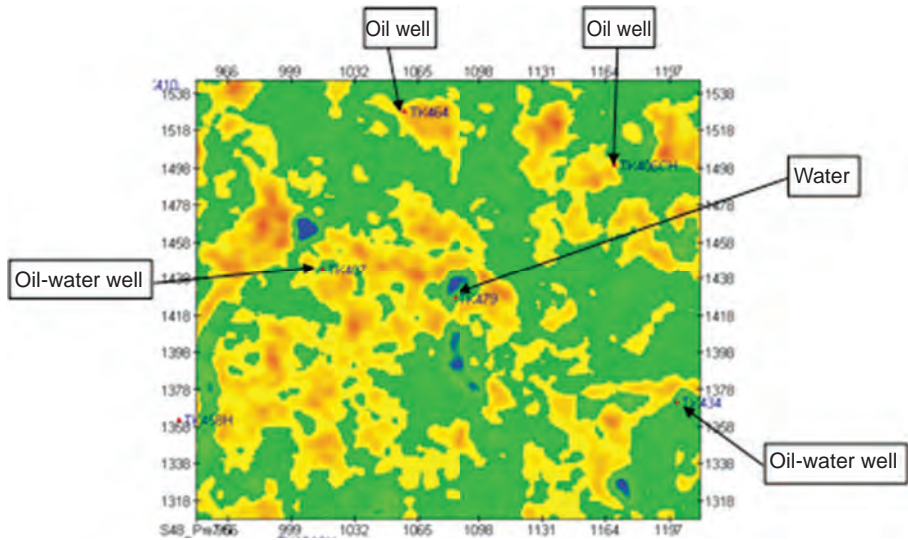 Oil well
Oil well
966 999 1032 1065 1098 1131 1164 1197
1538 1538
TK464
1518 1518
1498 1498
Water
1478 1478
1458 1458
Oil-water well
1438 1438
TK479
1418 1418
1398 1398
1378 1378
TK434
1358 1358
Oil-water well
1338 1338
1318 1318
999 1032 1065 1098 1131 1164 1197